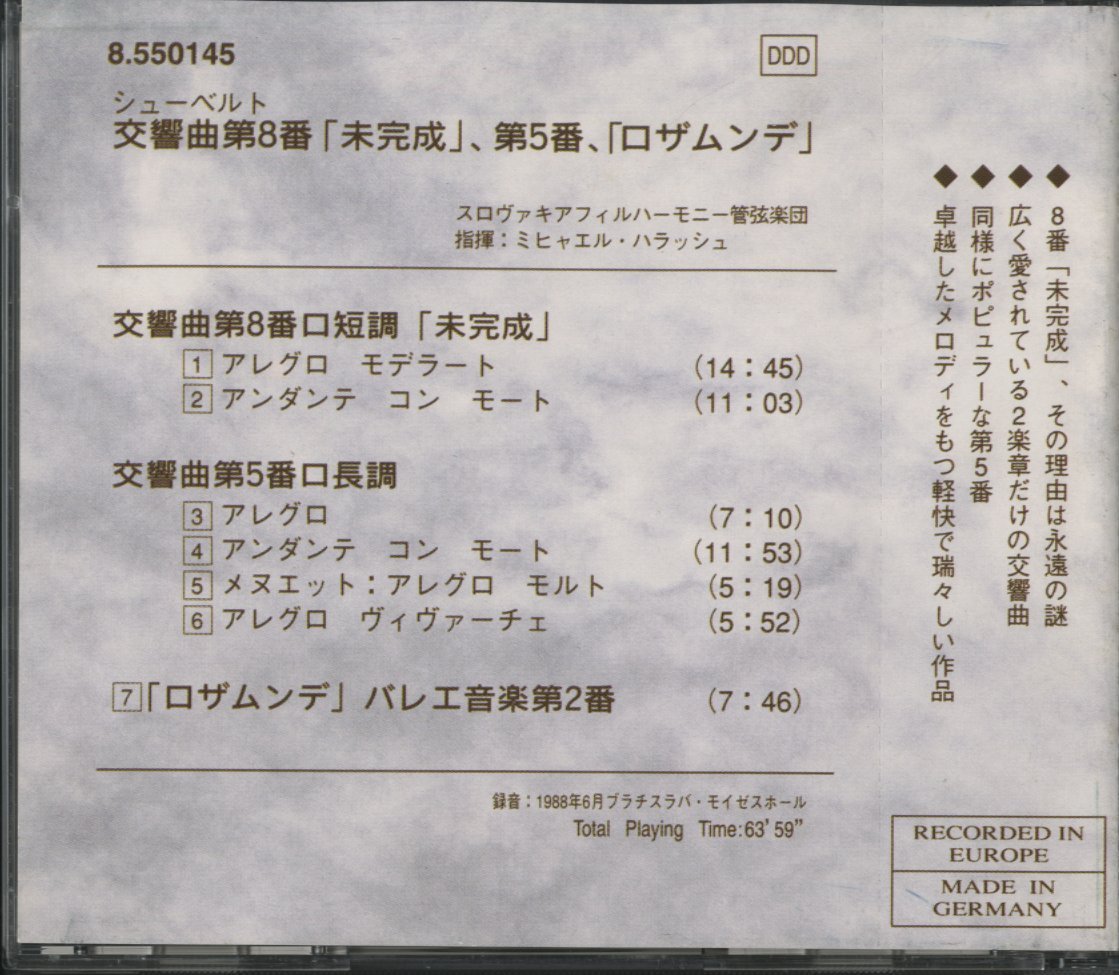 8.550145
DDD
シューベルト
交響曲第8番「未完成」、第5番、「ロザムンデ」
スロヴァキアフィルハーモニー管弦楽団
指揮：ミヒャエル・ハラッシュ
交響曲第8番ロ短調「未完成」
1 アレグロ　モデラート (14：45)
2 アンダンテ　コン　モート (11：03)
交響曲第5番ロ長調
3 アレグロ (7：10)
4 アンダンテ　コン　モート (11：53)
5 メヌエット：アレグロ　モルト (5：19)
6 アレグロ　ヴィヴァーチェ (5：52)
7「ロザムンデ」バレエ音楽第2番 (7：46)
録音：1988年6月ブラチスラバ・モイゼスホール
Total Playing Time:63’59”
◆ 8番「未完成」、その理由は永遠の謎
◆ 広く愛されている2楽章だけの交響曲
◆ 同様にポピュラーな第5番
◆ 卓越したメロディをもつ軽快で瑞々しい作品
RECORDED IN
EUROPE
MADE IN
GERMANY